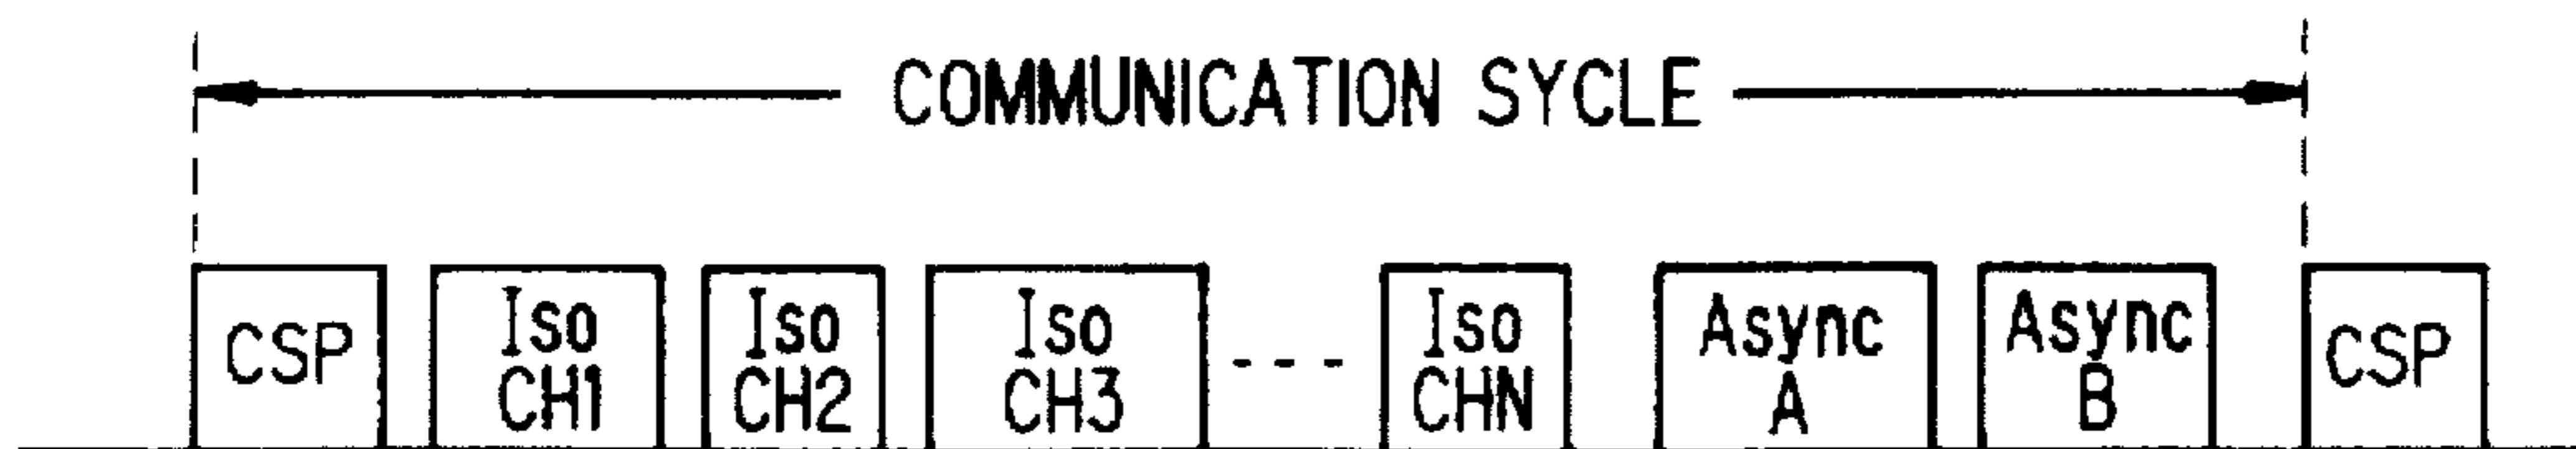 COMMUNICATION SYCLE
CSP
Iso
CH1
Iso
CH2
Iso
CH3
---
Iso
CHN
Async
A
Async
B
CSP